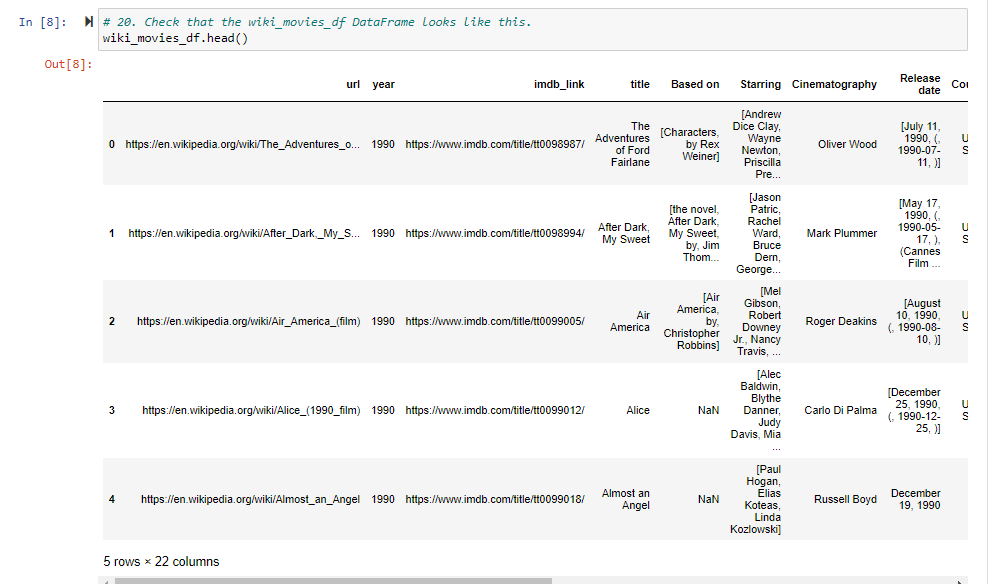 In [8]: # 20. Check that the wiki_movies_df DataFrame looks like this.
wiki_movies_df.head()
Out[8]:
url year imdb_link title Based on Starring Cinematography Release date Cou
0 https://en.wikipedia.org/wiki/The_Adventures_o... 1990 https://www.imdb.com/title/tt0098987/ The Adventures of Ford Fairlane [Characters, by Rex Weiner] [Andrew Dice Clay, Wayne Newton, Priscilla Pre... Oliver Wood [July 11, 1990, (, 1990-07-11, )] U S
1 https://en.wikipedia.org/wiki/After_Dark,_My_S... 1990 https://www.imdb.com/title/tt0098994/ After Dark, My Sweet [the novel, After Dark, My Sweet, by, Jim Thom... [Jason Patric, Rachel Ward, Bruce Dern, George... Mark Plummer [May 17, 1990, (, 1990-05-17, ), (Cannes Film ... U S
2 https://en.wikipedia.org/wiki/Air_America_(film) 1990 https://www.imdb.com/title/tt0099005/ Air America [Air America, by, Christopher Robbins] [Mel Gibson, Robert Downey Jr., Nancy Travis, ... Roger Deakins [August 10, 1990, (, 1990-08-10, )] U S
3 https://en.wikipedia.org/wiki/Alice_(1990_film) 1990 https://www.imdb.com/title/tt0099012/ Alice NaN [Alec Baldwin, Blythe Danner, Judy Davis, Mia ... Carlo Di Palma [December 25, 1990, (, 1990-12-25, )] U S
4 https://en.wikipedia.org/wiki/Almost_an_Angel 1990 https://www.imdb.com/title/tt0099018/ Almost an Angel NaN [Paul Hogan, Elias Koteas, Linda Kozlowski] Russell Boyd December 19, 1990
5 rows × 22 columns